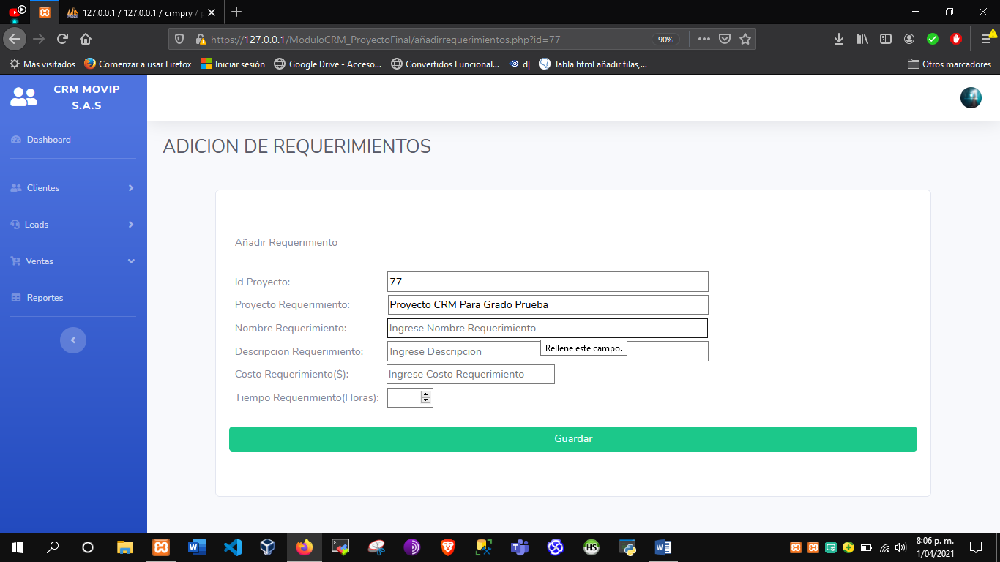 127.0.0.1 / 127.0.0.1 / crmpry /
https://127.0.0.1/ModuloCRM_ProyectoFinal/añadirrequerimientos.php?id=77
90%
Más visitados
Comenzar a usar Firefox
Iniciar sesión
Google Drive - Acceso...
Convertidos Funcional...
d|
Tabla html añadir filas,...
Otros marcadores
CRM MOVIP
S.A.S
Dashboard
Clientes
Leads
Ventas
Reportes
ADICION DE REQUERIMIENTOS
Añadir Requerimiento
Id Proyecto: 77
Proyecto Requerimiento: Proyecto CRM Para Grado Prueba
Nombre Requerimiento: Ingrese Nombre Requerimiento
Rellene este campo.
Descripcion Requerimiento: Ingrese Descripcion
Costo Requerimiento($): Ingrese Costo Requerimiento
Tiempo Requerimiento(Horas):
Guardar
HS
8:06 p. m.
1/04/2021